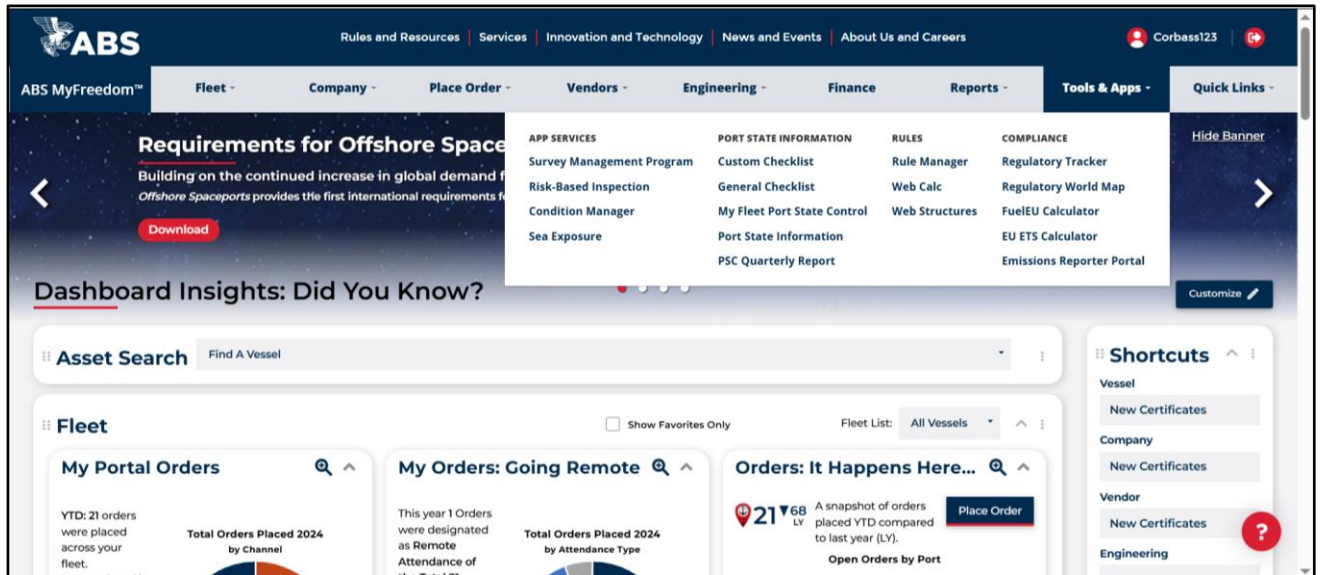 ABS
Rules and Resources | Services | Innovation and Technology | News and Events | About Us and Careers
Corbass123
ABS MyFreedom™
Fleet
Company
Place Order
Vendors
Engineering
Finance
Reports
Tools & Apps
Quick Links
Requirements for Offshore Space
Building on the continued increase in global demand f
Offshore Spaceports provides the first international requirements f
Download
Hide Banner
APP SERVICES
Survey Management Program
Risk-Based Inspection
Condition Manager
Sea Exposure
PORT STATE INFORMATION
Custom Checklist
General Checklist
My Fleet Port State Control
Port State Information
PSC Quarterly Report
RULES
Rule Manager
Web Calc
Web Structures
COMPLIANCE
Regulatory Tracker
Regulatory World Map
FuelEU Calculator
EU ETS Calculator
Emissions Reporter Portal
Dashboard Insights: Did You Know?
Customize
Asset Search
Find A Vessel
Fleet
Show Favorites Only
Fleet List:
All Vessels
My Portal Orders
YTD: 21 orders
were placed
across your
fleet.
Total Orders Placed 2024
by Channel
My Orders: Going Remote
This year 1 Orders
were designated
as Remote
Attendance of
the Total 21
Total Orders Placed 2024
by Attendance Type
Orders: It Happens Here...
21 68
LY
A snapshot of orders
placed YTD compared
to last year (LY).
Place Order
Open Orders by Port
Shortcuts
Vessel
New Certificates
Company
New Certificates
Vendor
New Certificates
Engineering
?